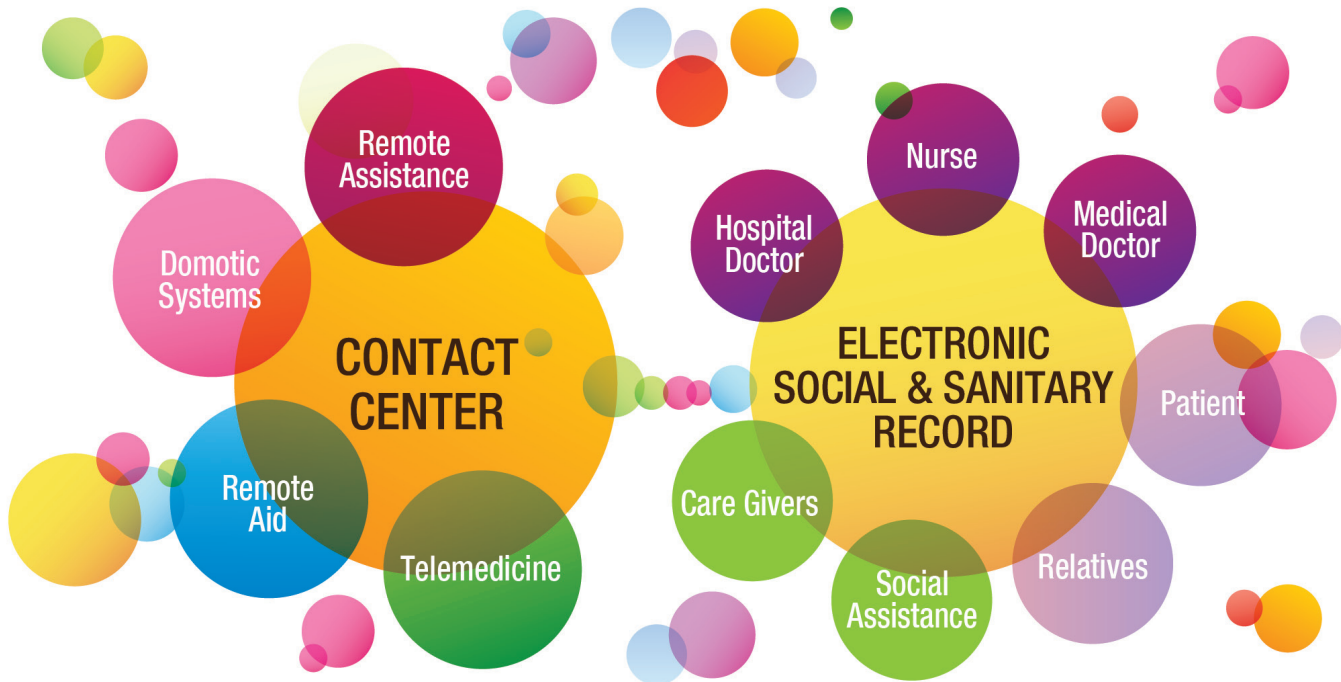 Remote
Assistance
Domotic
Systems
CONTACT
CENTER
Remote
Aid
Telemedicine
Nurse
Hospital
Doctor
Medical
Doctor
ELECTRONIC
SOCIAL & SANITARY
RECORD
Patient
Care Givers
Relatives
Social
Assistance